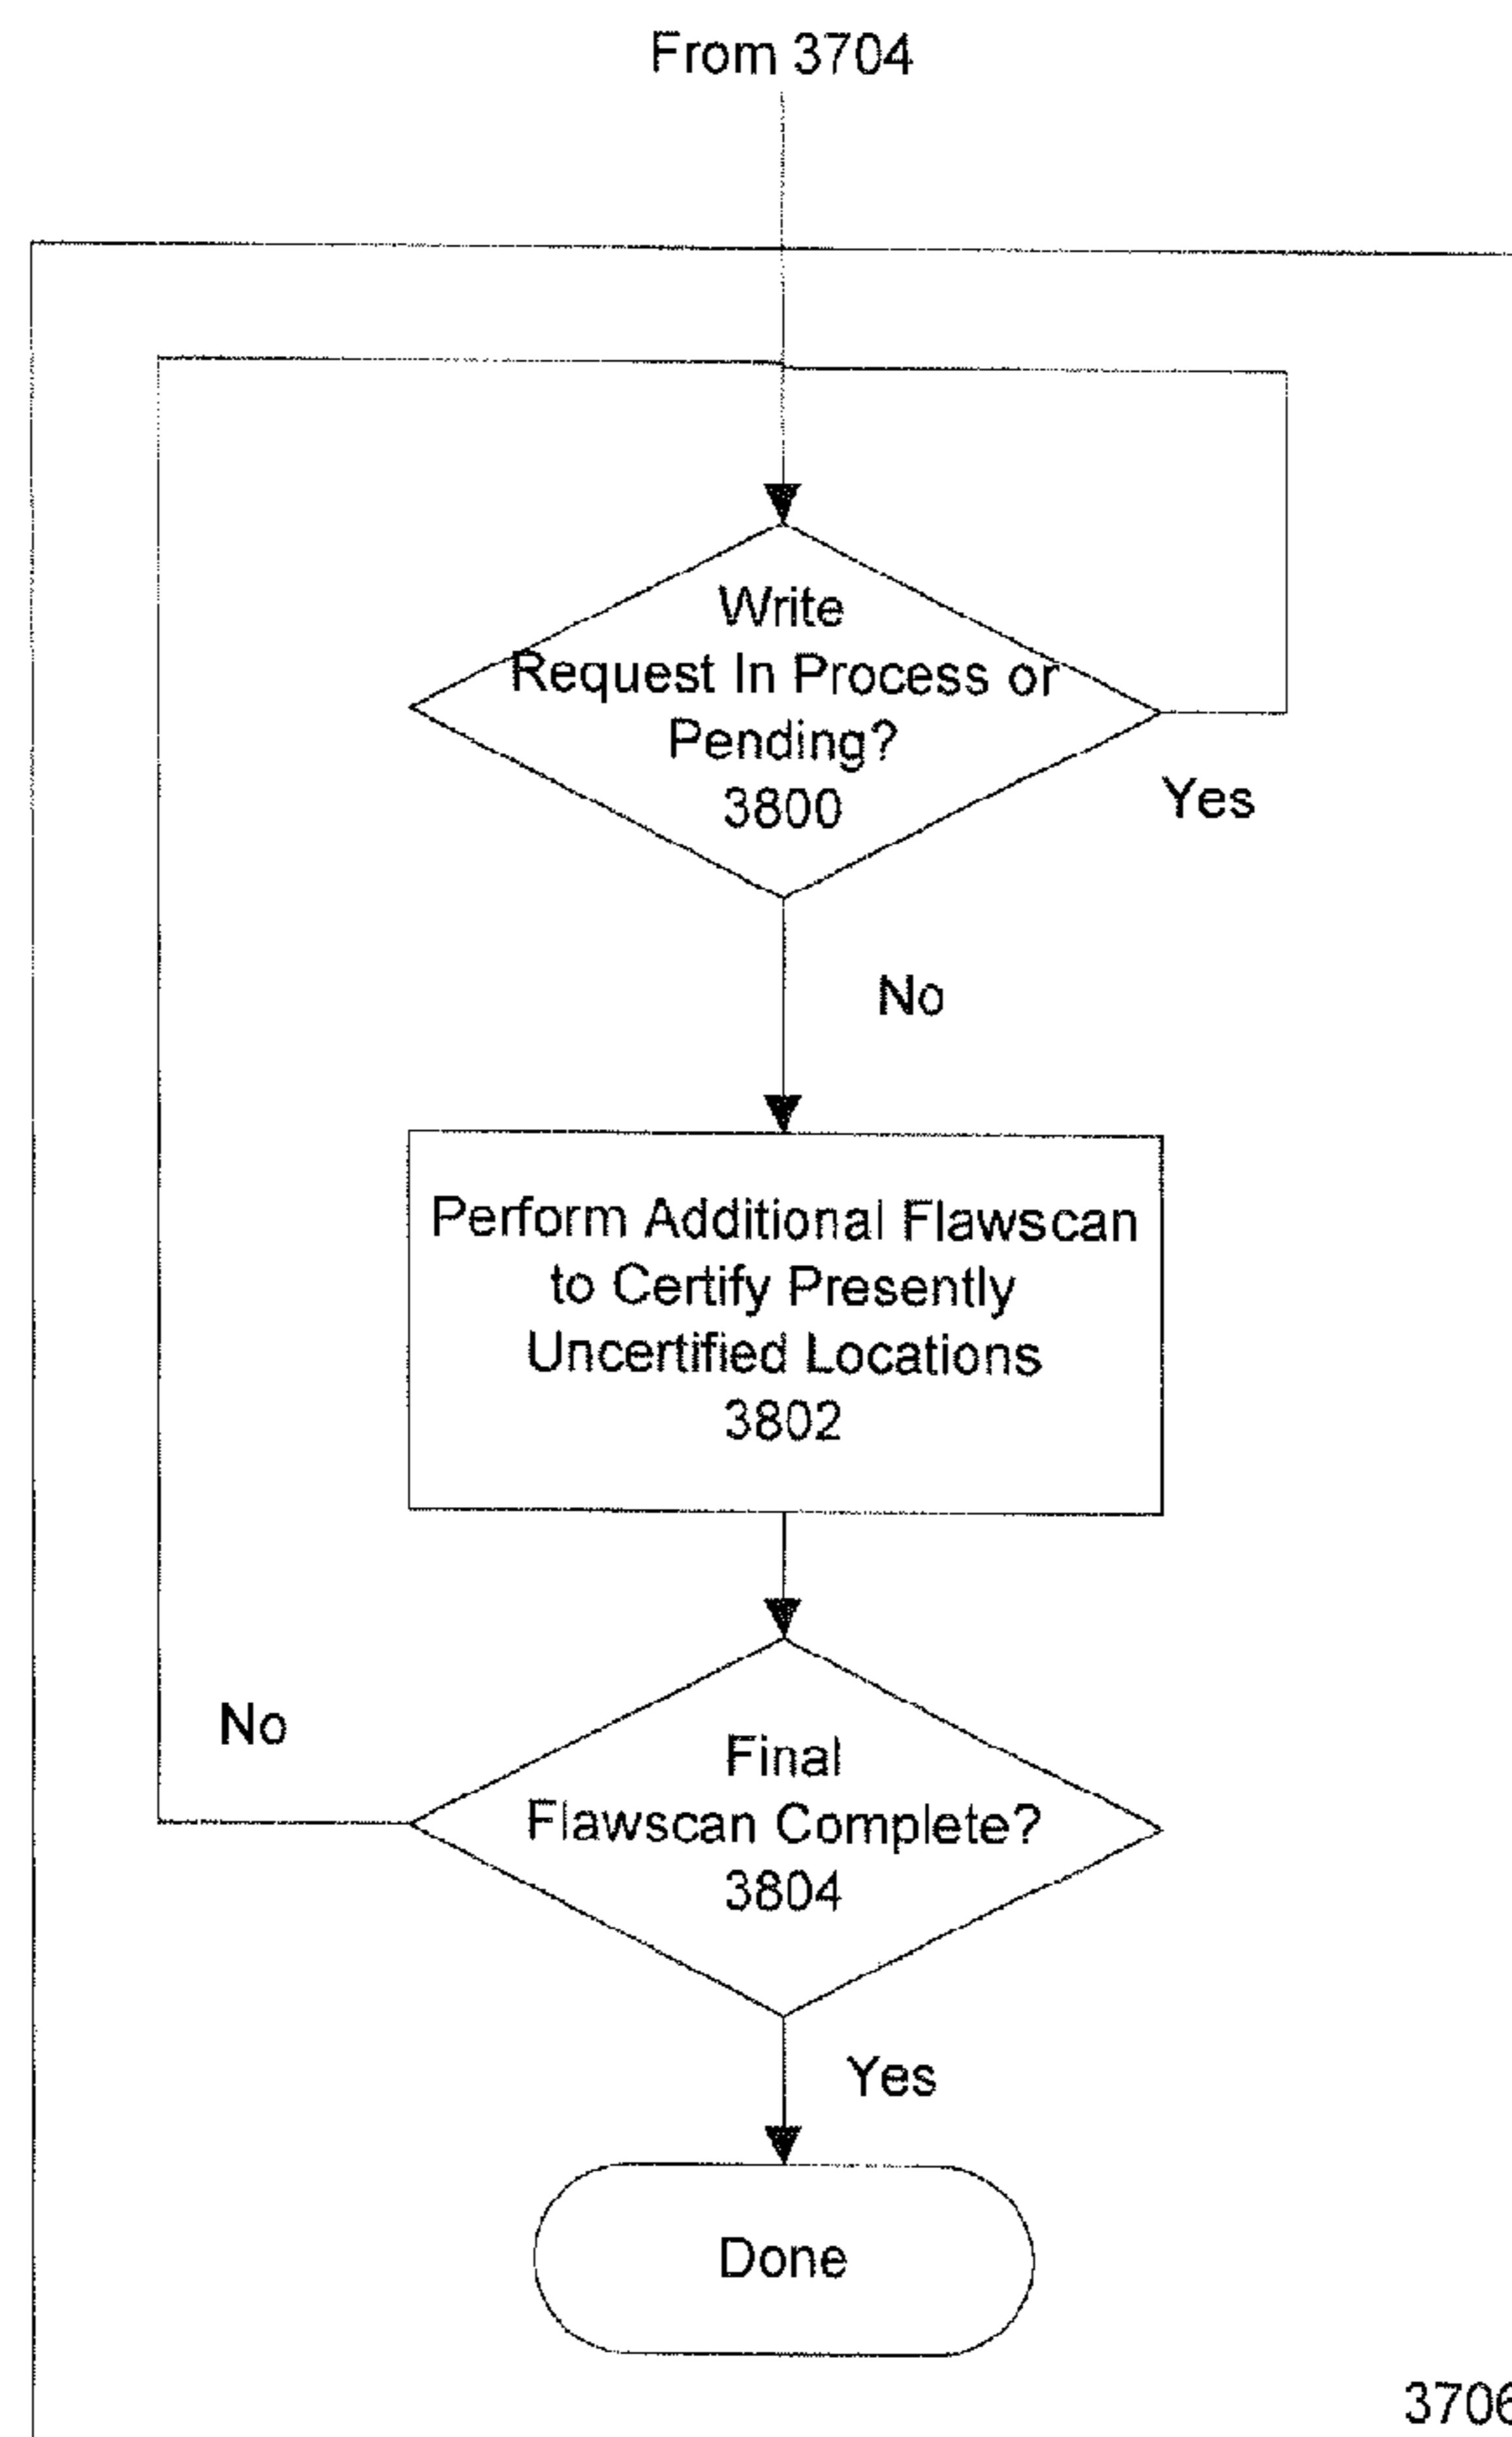 From 3704
Write
Request In Process or
Pending?
3800
Yes
No
Perform Additional Flawscan
to Certify Presently
Uncertified Locations
3802
No
Final
Flawscan Complete?
3804
Yes
Done
3706